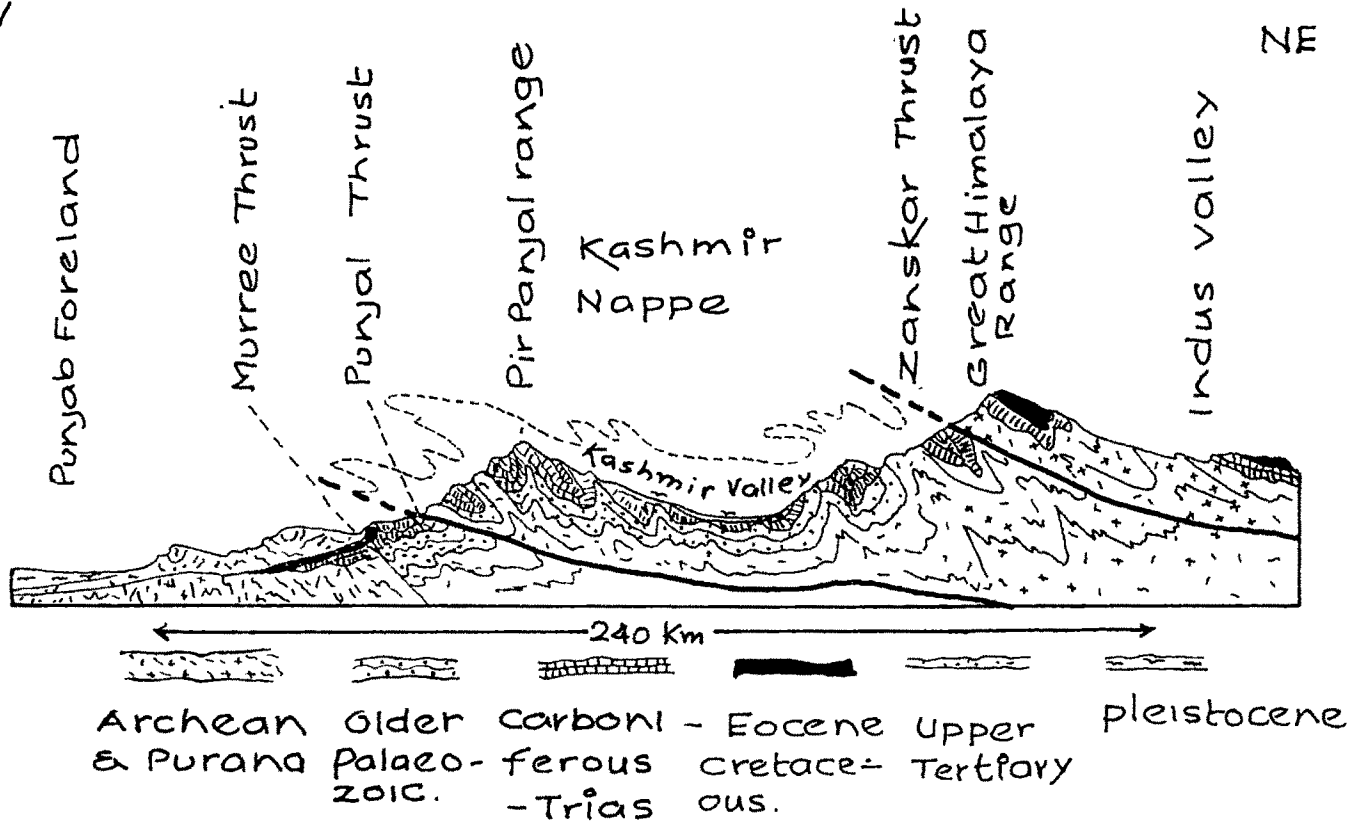 NE
Punjab Foreland
Murree Thrust
Punjal Thrust
Pir Panjal range
Kashmir
Nappe
Zanskar Thrust
Great Himalaya
Range
Indus valley
Kashmir Valley
240 Km
Archean
& Purana
Older
Palaeo-
zoic.
Carboni
ferous
-Trias
- Eocene
Cretace-
ous.
Upper
Tertiary
pleistocene